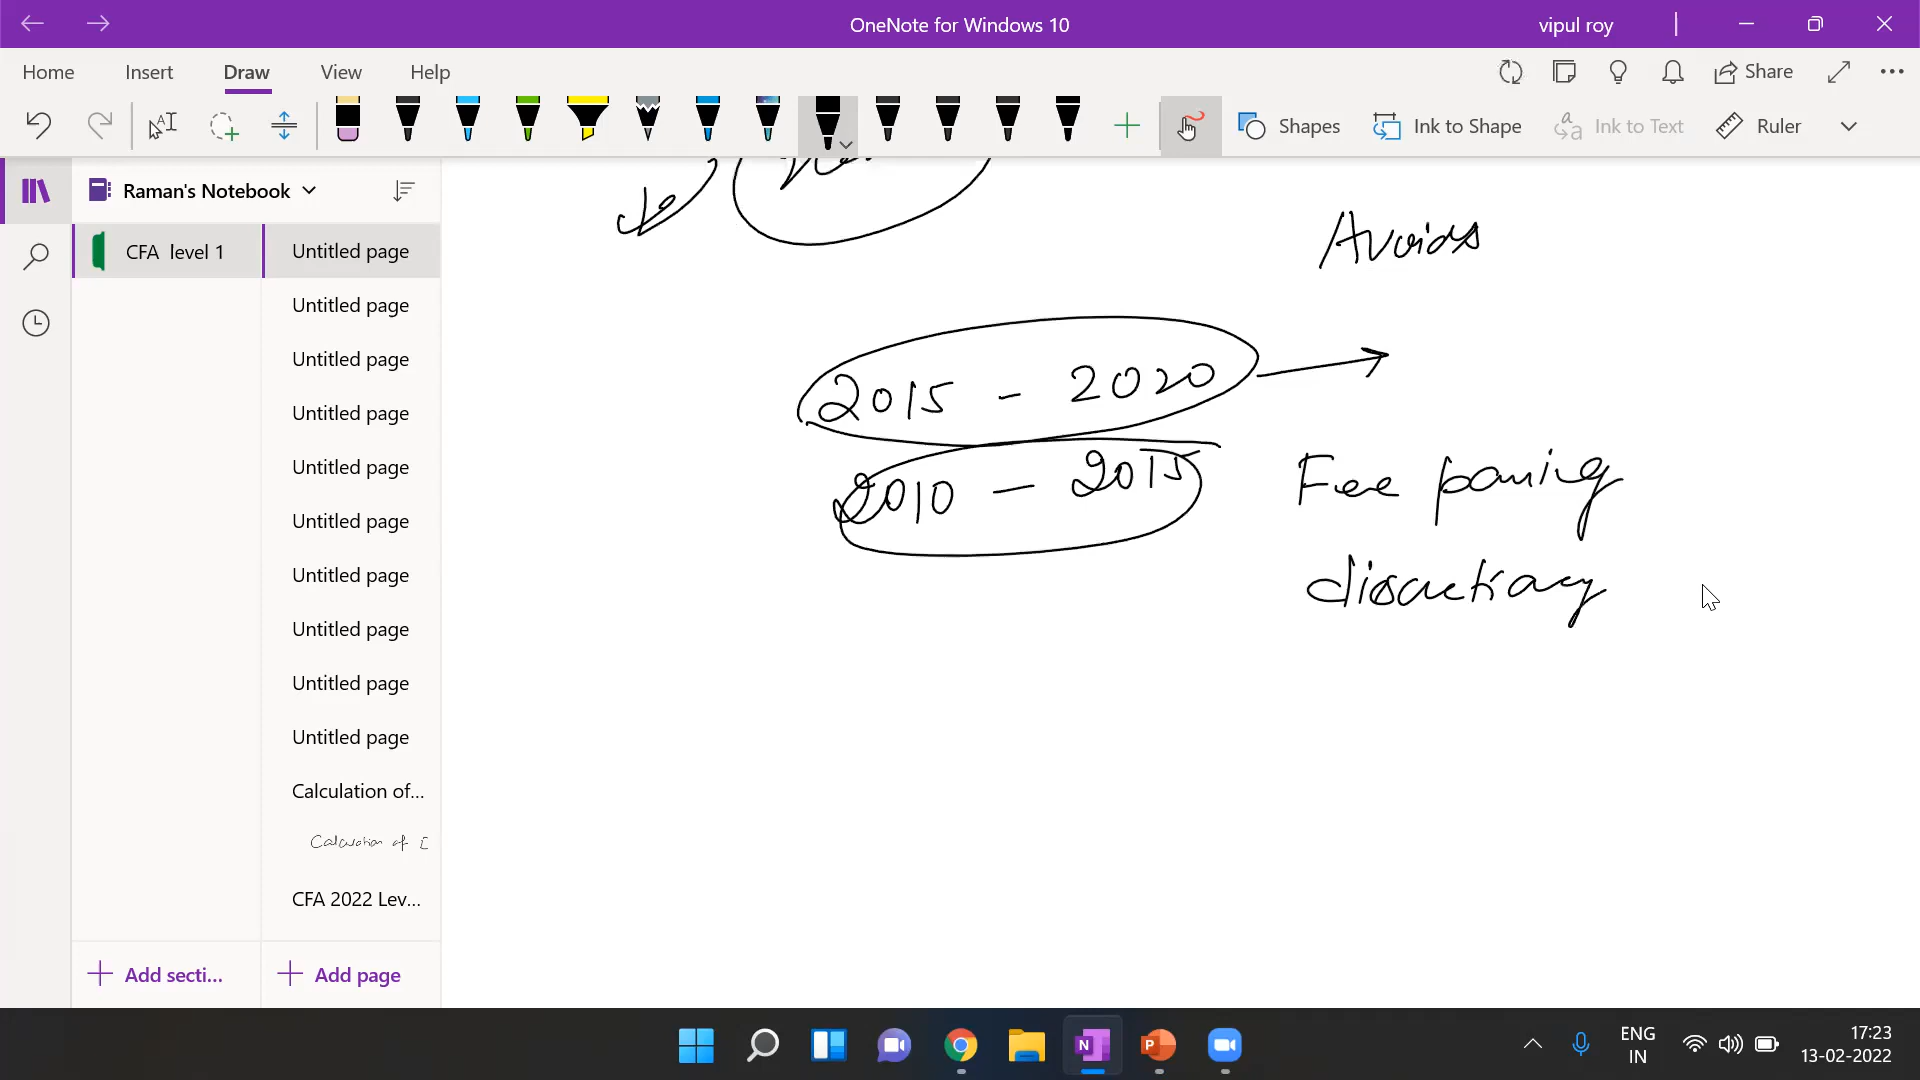 OneNote for Windows 10
vipul roy
Home Insert Draw View Help
Share
Shapes
Ink to Shape
Ink to Text
Ruler
Raman's Notebook
CFA level 1
Untitled page
Untitled page
Untitled page
Untitled page
Untitled page
Untitled page
Untitled page
Untitled page
Untitled page
Untitled page
Calculation of...
Calculation of
CFA 2022 Lev...
Add secti...
Add page
Avoids
2015 - 2020
2010 - 2015
Fee paning
discretionary
ENG
IN
17:23
13-02-2022